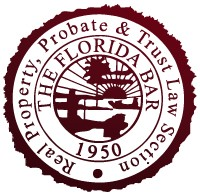 Real Property, Probate & Trust Law Section
THE FLORIDA BAR
1950